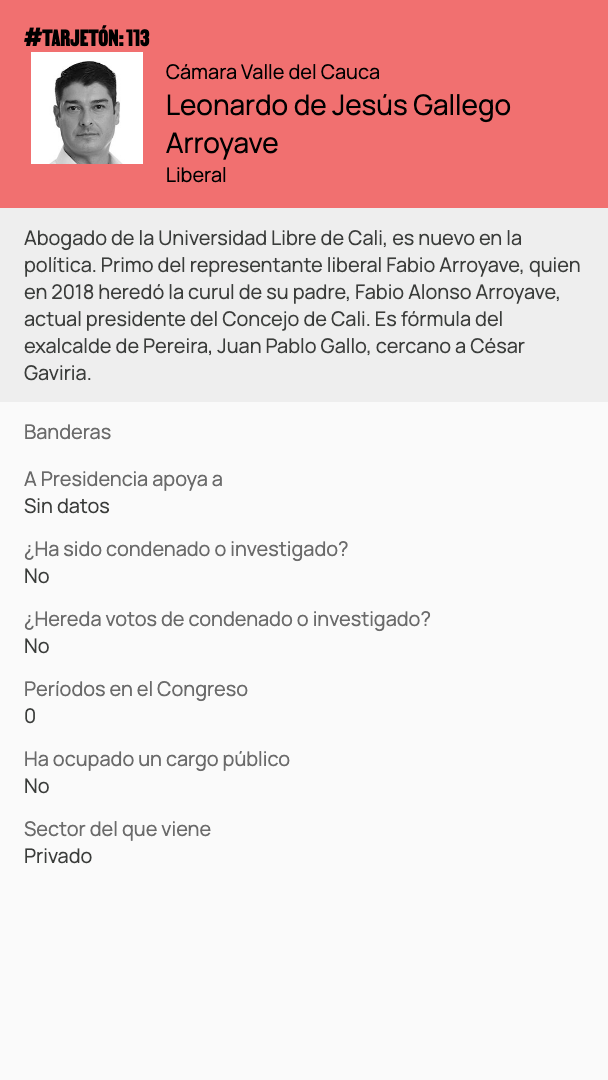 #TARJETÓN: 113
Cámara Valle del Cauca
Leonardo de Jesús Gallego
Arroyave
Liberal
Abogado de la Universidad Libre de Cali, es nuevo en la
política. Primo del representante liberal Fabio Arroyave, quien
en 2018 heredó la curul de su padre, Fabio Alonso Arroyave,
actual presidente del Concejo de Cali. Es fórmula del
exalcalde de Pereira, Juan Pablo Gallo, cercano a César
Gaviria.
Banderas
A Presidencia apoya a
Sin datos
¿Ha sido condenado o investigado?
No
¿Hereda votos de condenado o investigado?
No
Períodos en el Congreso
0
Ha ocupado un cargo público
No
Sector del que viene
Privado